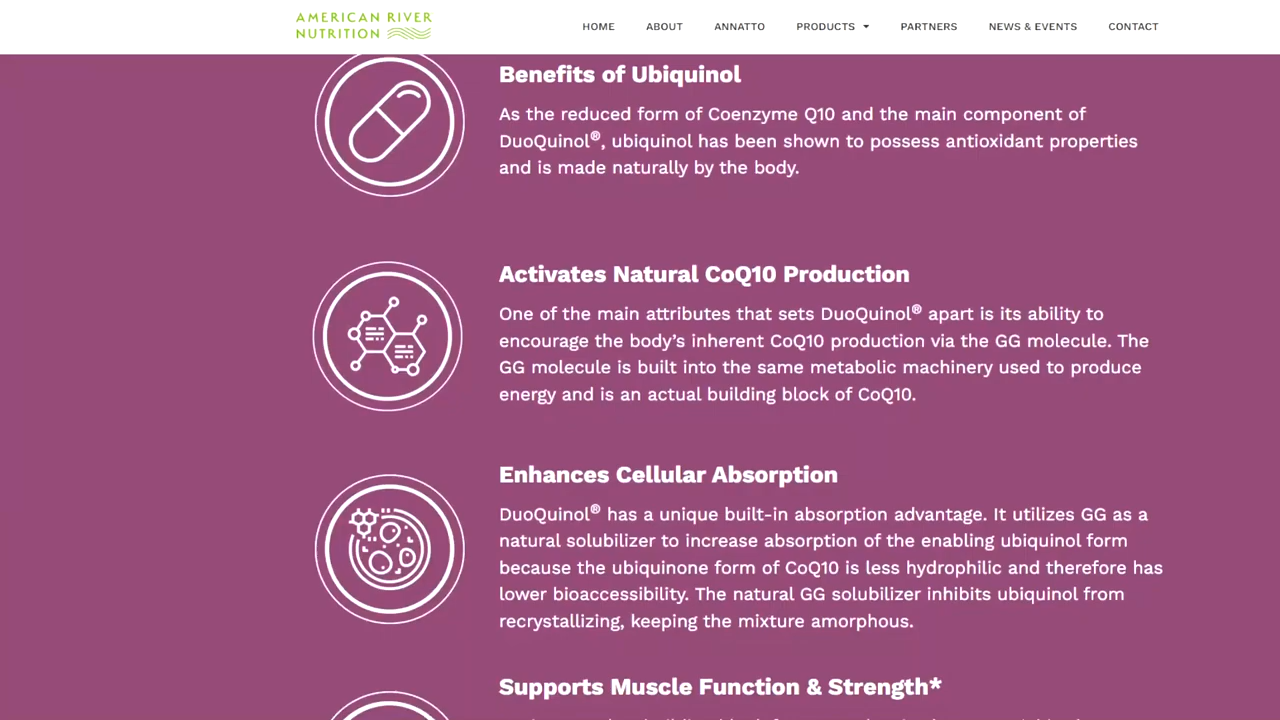 AMERICAN RIVER
NUTRITION
HOME ABOUT ANNATTO PRODUCTS PARTNERS NEWS & EVENTS CONTACT
Benefits of Ubiquinol
As the reduced form of Coenzyme Q10 and the main component of
DuoQuinol®, ubiquinol has been shown to possess antioxidant properties
and is made naturally by the body.
Activates Natural CoQ10 Production
One of the main attributes that sets DuoQuinol® apart is its ability to
encourage the body’s inherent CoQ10 production via the GG molecule. The
GG molecule is built into the same metabolic machinery used to produce
energy and is an actual building block of CoQ10.
Enhances Cellular Absorption
DuoQuinol® has a unique built-in absorption advantage. It utilizes GG as a
natural solubilizer to increase absorption of the enabling ubiquinol form
because the ubiquinone form of CoQ10 is less hydrophilic and therefore has
lower bioaccessibility. The natural GG solubilizer inhibits ubiquinol from
recrystallizing, keeping the mixture amorphous.
Supports Muscle Function & Strength*